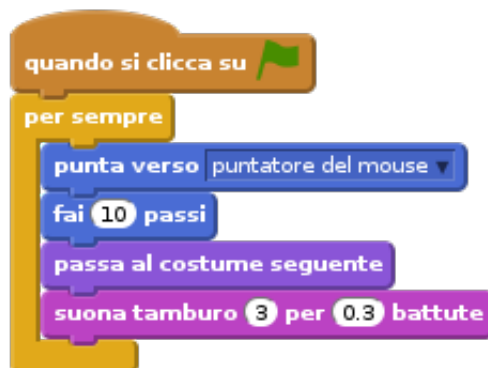 quando si clicca su
per sempre
punta verso puntatore del mouse
fai 10 passi
passa al costume seguente
suona tamburo 3 per 0.3 battute